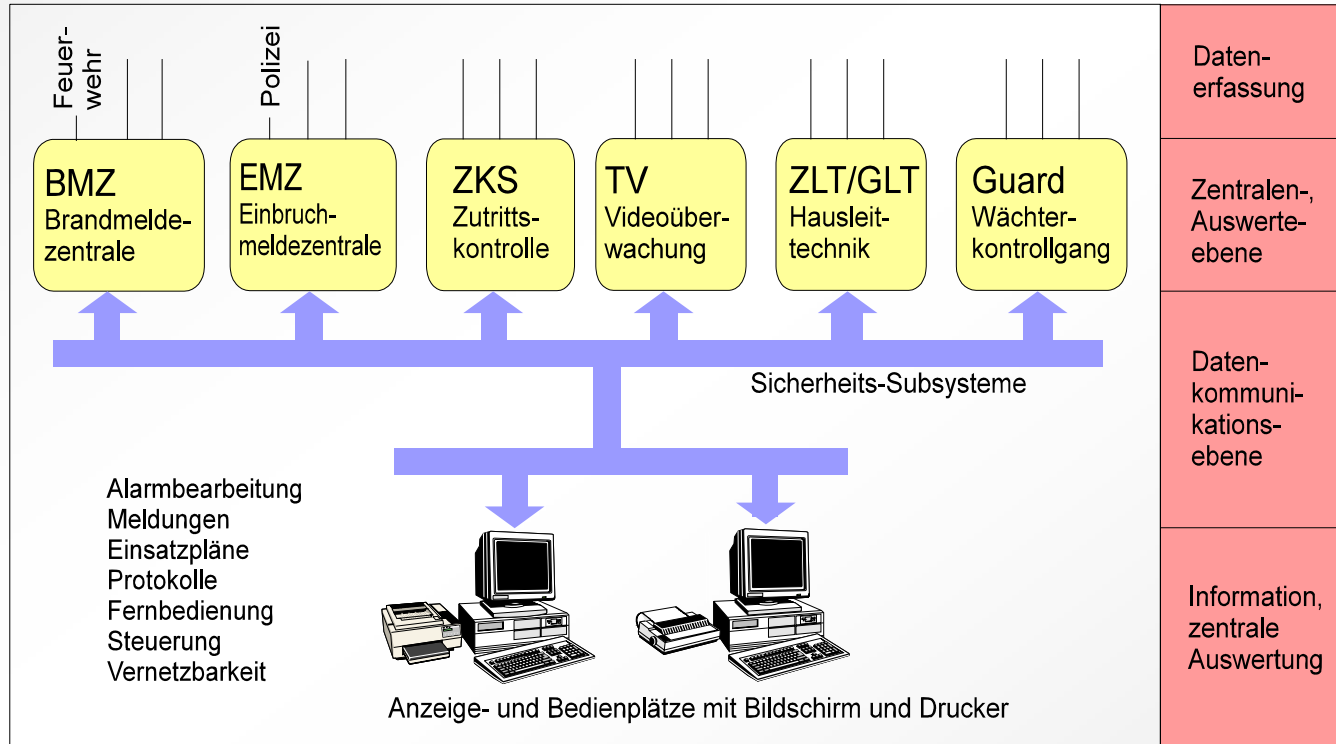 Feuer-
wehr
Polizei
BMZ
Brandmelde-
zentrale
EMZ
Einbruch-
meldezentrale
ZKS
Zutritts-
kontrolle
TV
Videoüber-
wachung
ZLT/GLT
Hausleit-
technik
Guard
Wächter-
kontrollgang
Sicherheits-Subsysteme
Alarmbearbeitung
Meldungen
Einsatzpläne
Protokolle
Fernbedienung
Steuerung
Vernetzbarkeit
Anzeige- und Bedienplätze mit Bildschirm und Drucker
Daten-
erfassung
Zentralen-,
Auswerte-
ebene
Daten-
kommuni-
kations-
ebene
Information,
zentrale
Auswertung